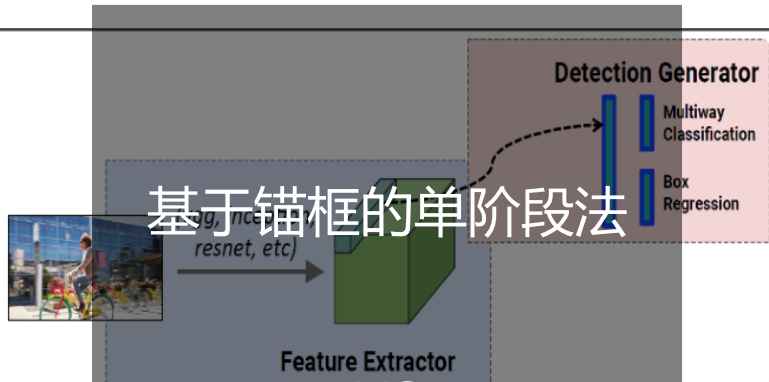 Detection Generator
Multiway
Classification
Box
Regression
基于锚框的单阶段法
resnet, etc)
Feature Extractor